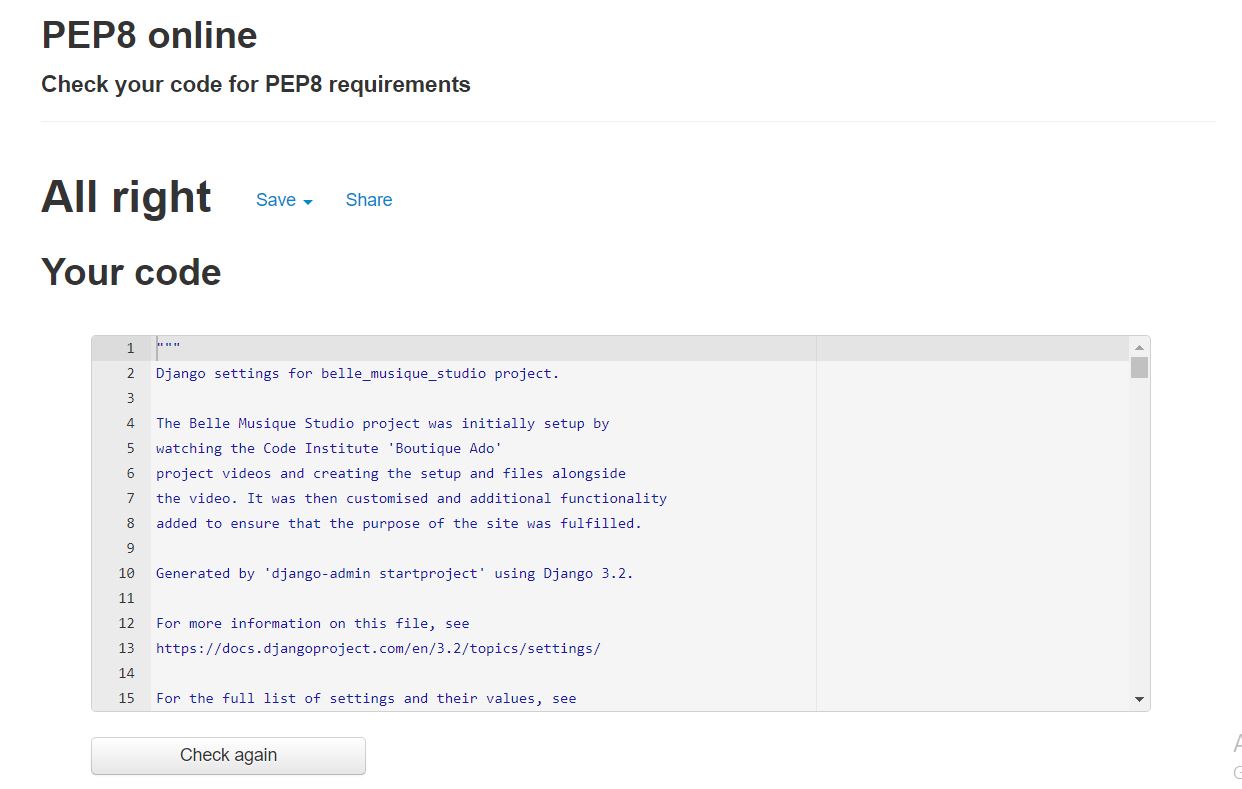 PEP8 online
Check your code for PEP8 requirements
All right Save Share
Your code
1 """
2 Django settings for belle_musique_studio project.
3
4 The Belle Musique Studio project was initially setup by
5 watching the Code Institute 'Boutique Ado'
6 project videos and creating the setup and files alongside
7 the video. It was then customised and additional functionality
8 added to ensure that the purpose of the site was fulfilled.
9
10 Generated by 'django-admin startproject' using Django 3.2.
11
12 For more information on this file, see
13 https://docs.djangoproject.com/en/3.2/topics/settings/
14
15 For the full list of settings and their values, see
Check again